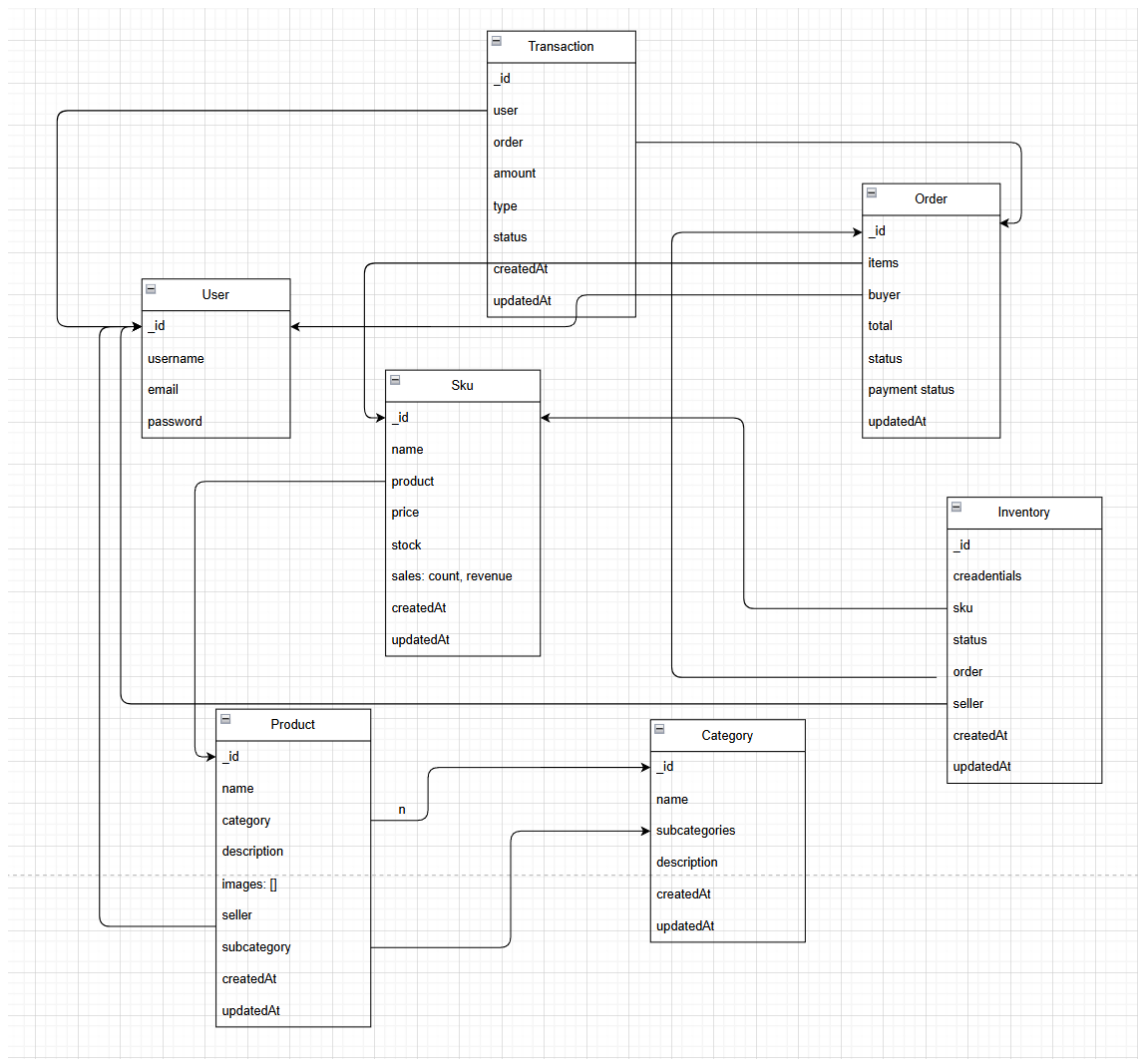 Transaction
_id
user
order
amount
type
status
createdAt
updatedAt
Order
_id
items
buyer
total
status
payment status
updatedAt
User
_id
username
email
password
Sku
_id
name
product
price
stock
sales: count, revenue
createdAt
updatedAt
Inventory
_id
creadentials
sku
status
order
seller
createdAt
updatedAt
Product
_id
name
category
description
images: []
seller
subcategory
createdAt
updatedAt
n
Category
_id
name
subcategories
description
createdAt
updatedAt